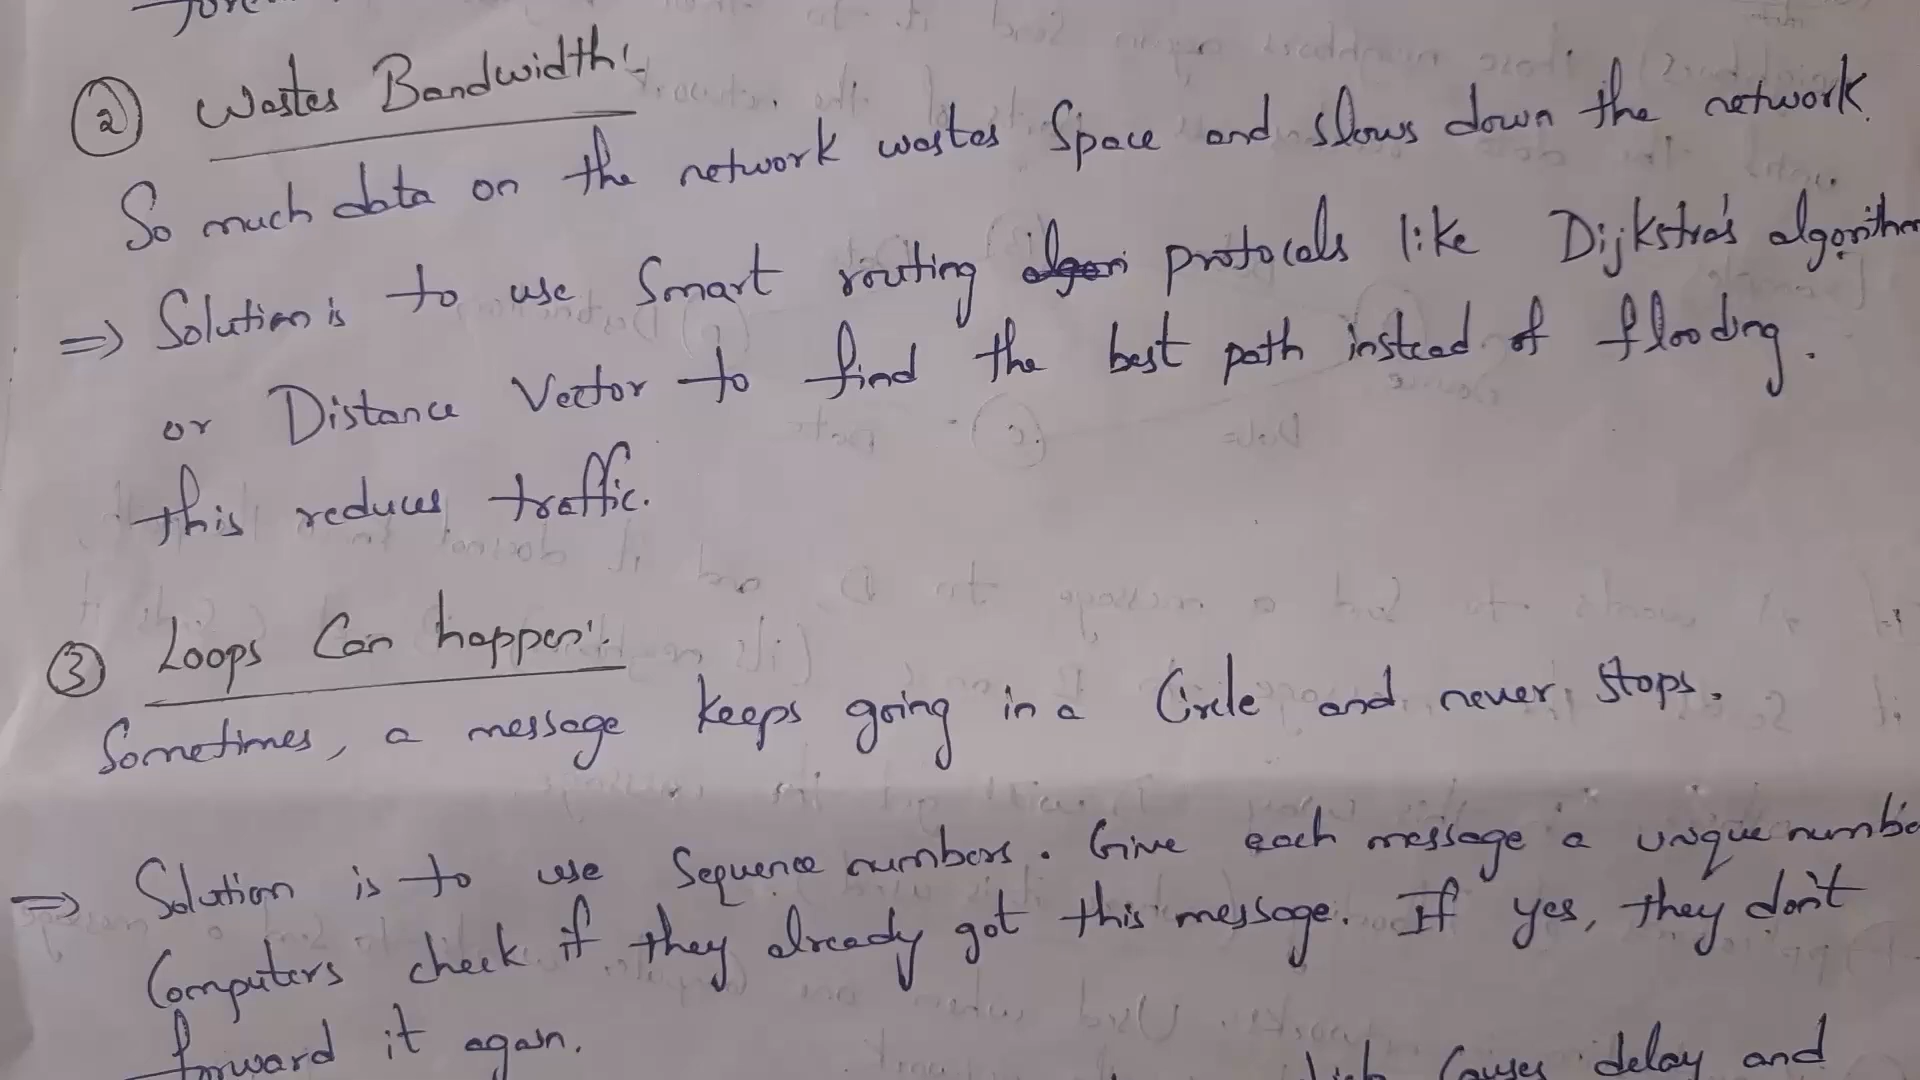 ② Wastes Bandwidth:-
So much data on the network wastes Space and slows down the network.
⇒ Solution is to use Smart routing protocols like Dijkstra's algorithm
or Distance Vector to find the best path instead of flooding.
this reduces traffic.
③ Loops Can happen:-
Sometimes, a message keeps going in a Circle and never stops.
⇒ Solution is to use Sequence numbers. Give each message a unique number
Computers check if they already got this message. If yes, they don't
forward it again.
Causes delay and